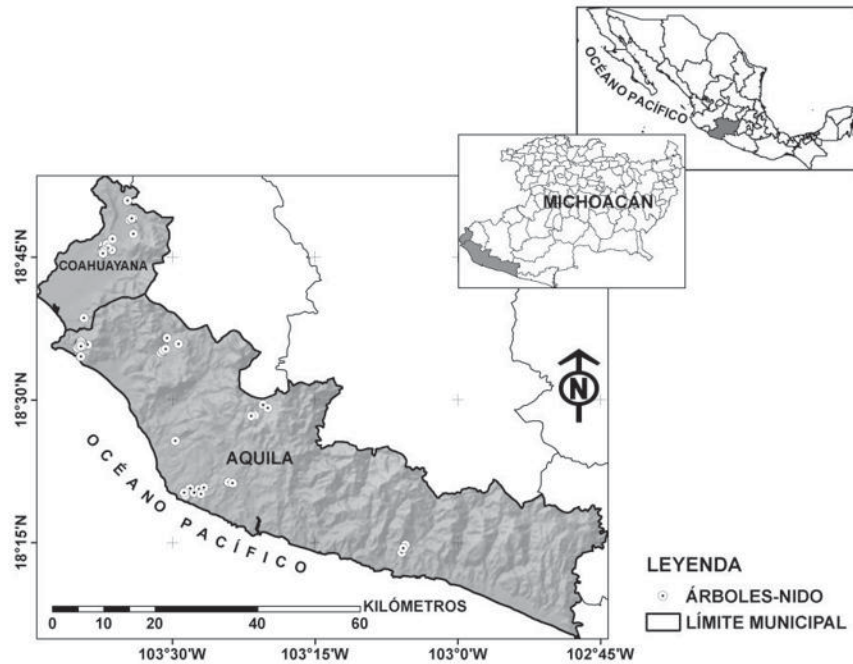 OCÉANO PACÍFICO
MICHOACÁN
18°45'N
COAHUAYANA
18°30'N
N
AQUILA
OCÉANO PACÍFICO
18°15'N
LEYENDA
ÁRBOLES-NIDO
LÍMITE MUNICIPAL
KILÓMETROS
0 5 10 20 40 60
103°30'W 103°15'W 103°0'W 102°45'W